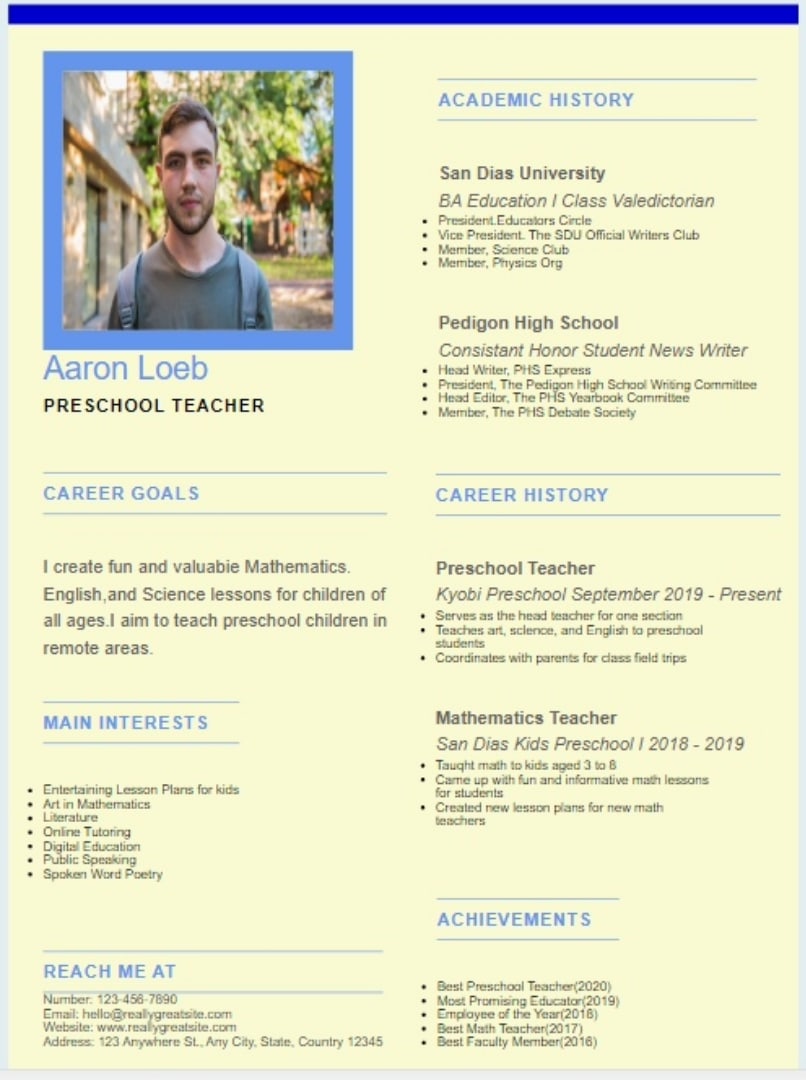 Aaron Loeb
PRESCHOOL TEACHER
CAREER GOALS
I create fun and valuabie Mathematics.
English,and Science lessons for children of
all ages.I aim to teach preschool children in
remote areas.
MAIN INTERESTS
• Entertaining Lesson Plans for kids
• Art in Mathematics
• Literature
• Online Tutoring
• Digital Education
• Public Speaking
• Spoken Word Poetry
REACH ME AT
Number: 123-456-7890
Email: hello@reallygreatsite.com
Website: www.reallygreatsite.com
Address: 123 Anywhere St., Any City, State, Country 12345
ACADEMIC HISTORY
San Dias University
BA Education I Class Valedictorian
• President.Educators Circle
• Vice President. The SDU Official Writers Club
• Member, Science Club
• Member, Physics Org
Pedigon High School
Consistant Honor Student News Writer
• Head Writer, PHS Express
• President, The Pedigon High School Writing Committee
• Head Editor, The PHS Yearbook Committee
• Member, The PHS Debate Society
CAREER HISTORY
Preschool Teacher
Kyobi Preschool September 2019 - Present
• Serves as the head teacher for one section
• Teaches art, science, and English to preschool
students
• Coordinates with parents for class field trips
Mathematics Teacher
San Dias Kids Preschool I 2018 - 2019
• Tauqht math to kids aged 3 to 8
• Came up with fun and informative math lessons
for students
• Created new lesson plans for new math
teachers
ACHIEVEMENTS
• Best Preschool Teacher(2020)
• Most Promising Educator(2019)
• Employee of the Year(2018)
• Best Math Teacher(2017)
• Best Faculty Member(2016)